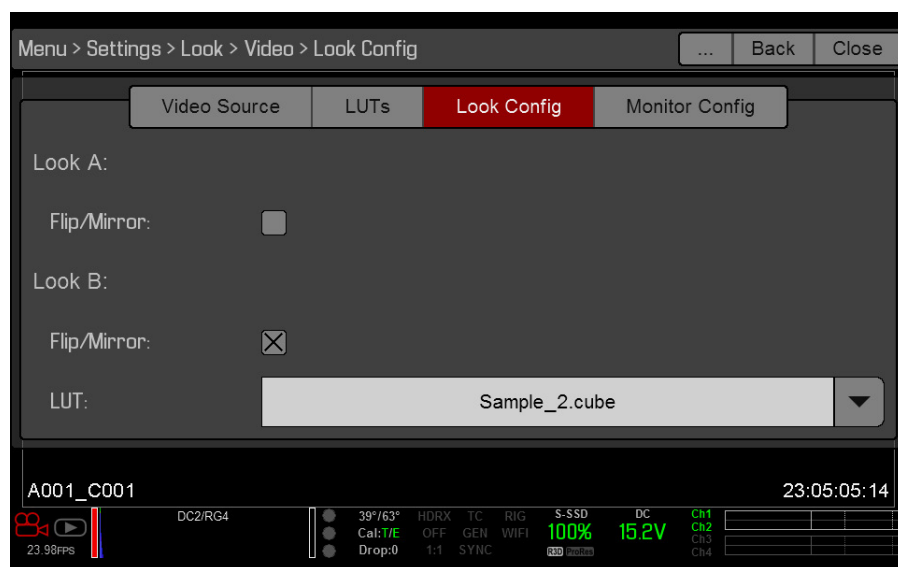 Menu > Settings > Look > Video > Look Config ... Back Close
Video Source LUTs Look Config Monitor Config
Look A:
Flip/Mirror:
Look B:
Flip/Mirror:
LUT: Sample_2.cube
A001_C001 23:05:05:14
DC2/RG4 39°/63° HDRX TC RIG S-SSD DC Ch1
Cal:T/E OFF GEN WIFI 100% 15.2V Ch2
23.98FPS Drop:0 1:1 SYNC R3D ProRes Ch3
Ch4